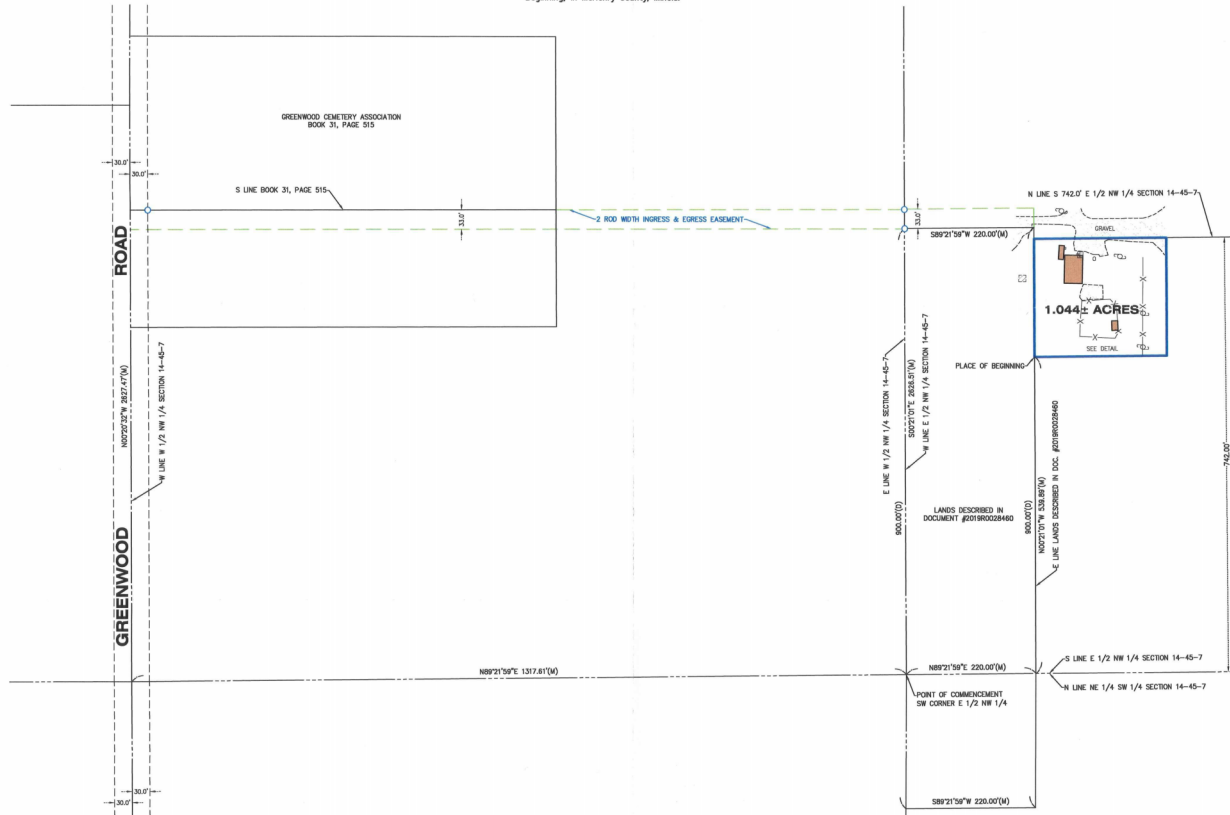 Beginning, in McHenry County, Illinois.
GREENWOOD CEMETERY ASSOCIATION
BOOK 31, PAGE 515
30.0'
30.0'
S LINE BOOK 31, PAGE 515
33.0'
2 ROD WIDTH INGRESS & EGRESS EASEMENT
33.0'
N LINE S 742.0' E 1/2 NW 1/4 SECTION 14-45-7
S89°21'59"W 220.00'(M)
GRAVEL
1.044± ACRES
SEE DETAIL
PLACE OF BEGINNING
GREENWOOD ROAD
N00°20'32"W 2627.47'(M)
W LINE W 1/2 NW 1/4 SECTION 14-45-7
E LINE W 1/2 NW 1/4 SECTION 14-45-7
S00°21'01"E 2626.51'(M)
W LINE E 1/2 NW 1/4 SECTION 14-45-7
900.00'(D)
LANDS DESCRIBED IN
DOCUMENT #2019R0028460
900.00'(D)
N00°21'01"W 539.89'(M)
E LINE LANDS DESCRIBED IN DOC. #2019R0028460
742.00'
N89°21'59"E 1317.61'(M)
N89°21'59"E 220.00'(M)
S LINE E 1/2 NW 1/4 SECTION 14-45-7
N LINE NE 1/4 SW 1/4 SECTION 14-45-7
POINT OF COMMENCEMENT
SW CORNER E 1/2 NW 1/4
30.0'
30.0'
S89°21'59"W 220.00'(M)